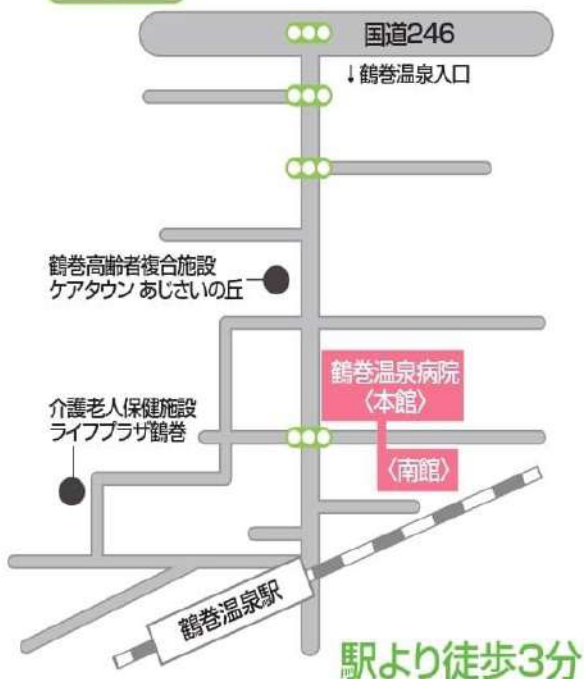 国道246
↓鶴巻温泉入口
鶴巻高齢者複合施設
ケアタウン あじさいの丘
鶴巻温泉病院
〈本館〉
介護老人保健施設
ライフプラザ鶴巻
〈南館〉
鶴巻温泉駅
駅より徒歩3分